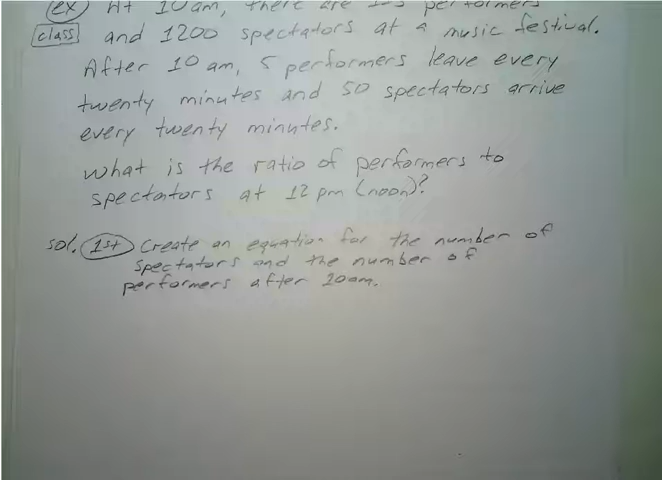 (ex) At 10 am, there are performers
class and 1200 spectators at a music festival.
After 10 am, 5 performers leave every
twenty minutes and 50 spectators arrive
every twenty minutes.
What is the ratio of performers to
spectators at 12 pm (noon)?
sol. 1st Create an equation for the number of
spectators and the number of
performers after 10am.